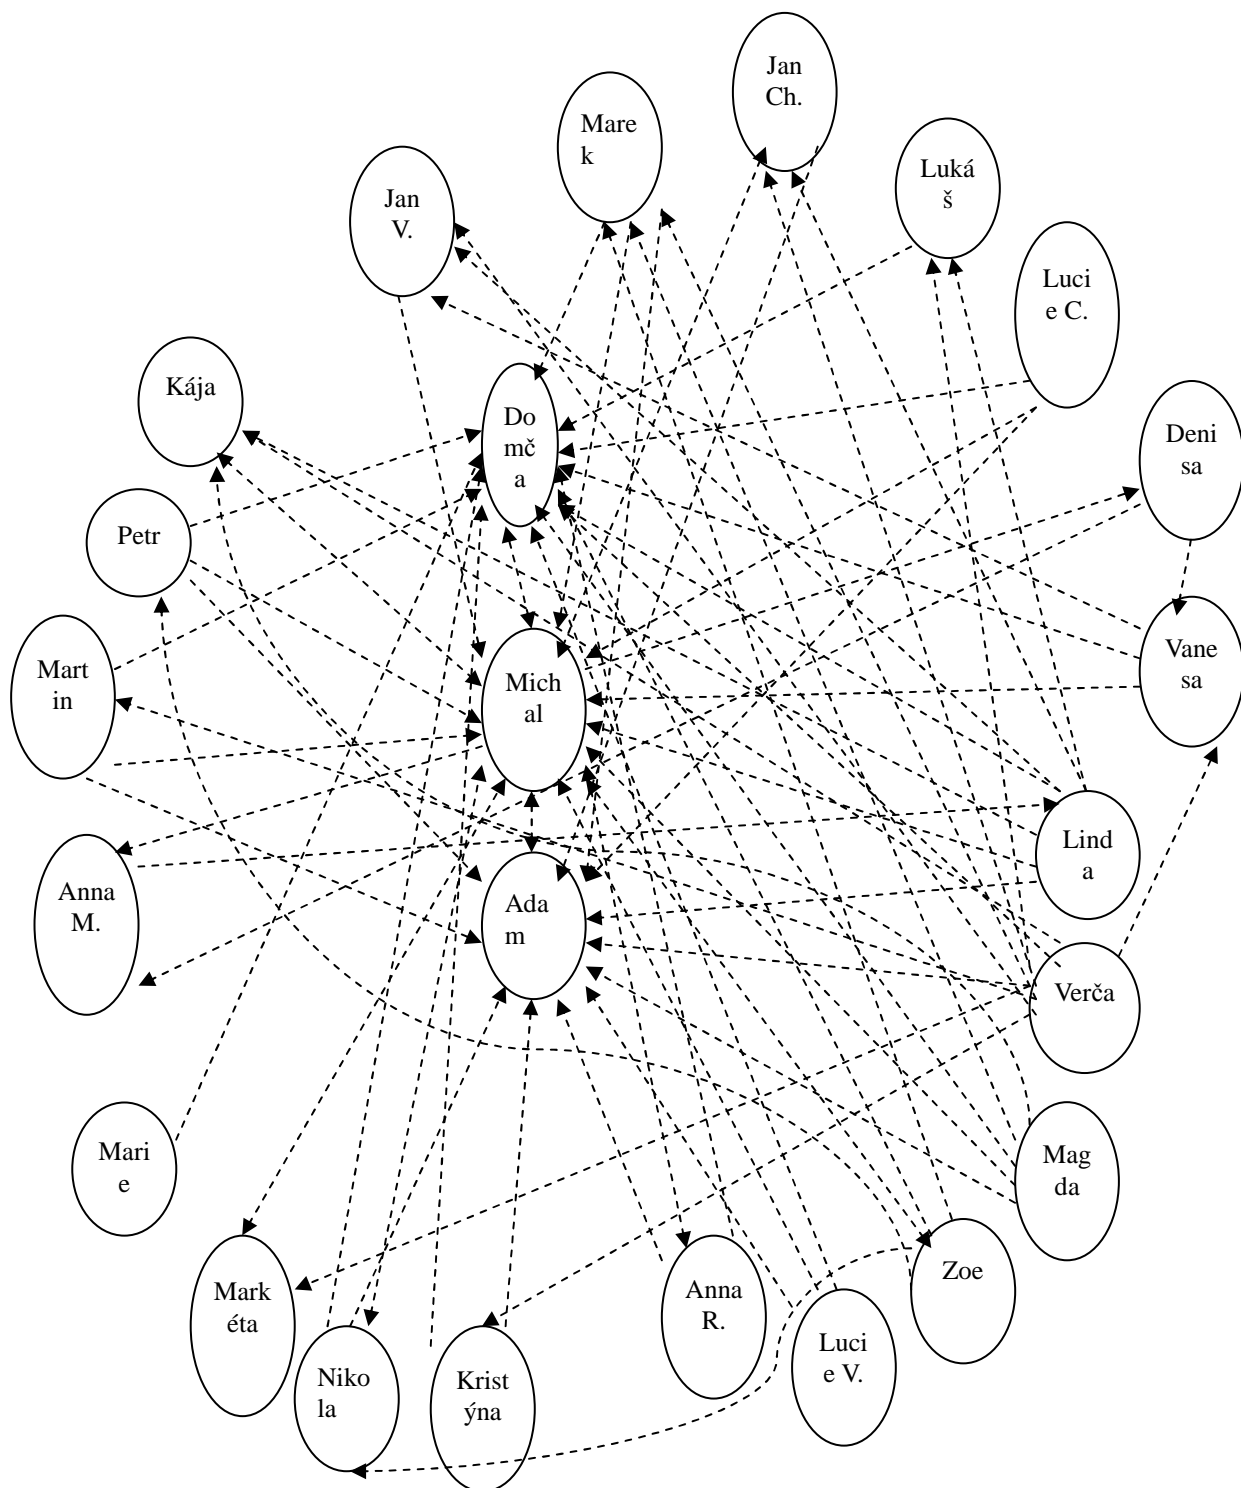 Jan
Ch.
Mare
k
Luká
š
Jan
V.
Luci
e C.
Kája
Do
mč
a
Deni
sa
Petr
Mart
in
Mich
al
Vane
sa
Lind
a
Anna
M.
Ada
m
Verča
Mari
e
Mag
da
Mark
éta
Niko
la
Krist
ýna
Anna
R.
Luci
e V.
Zoe